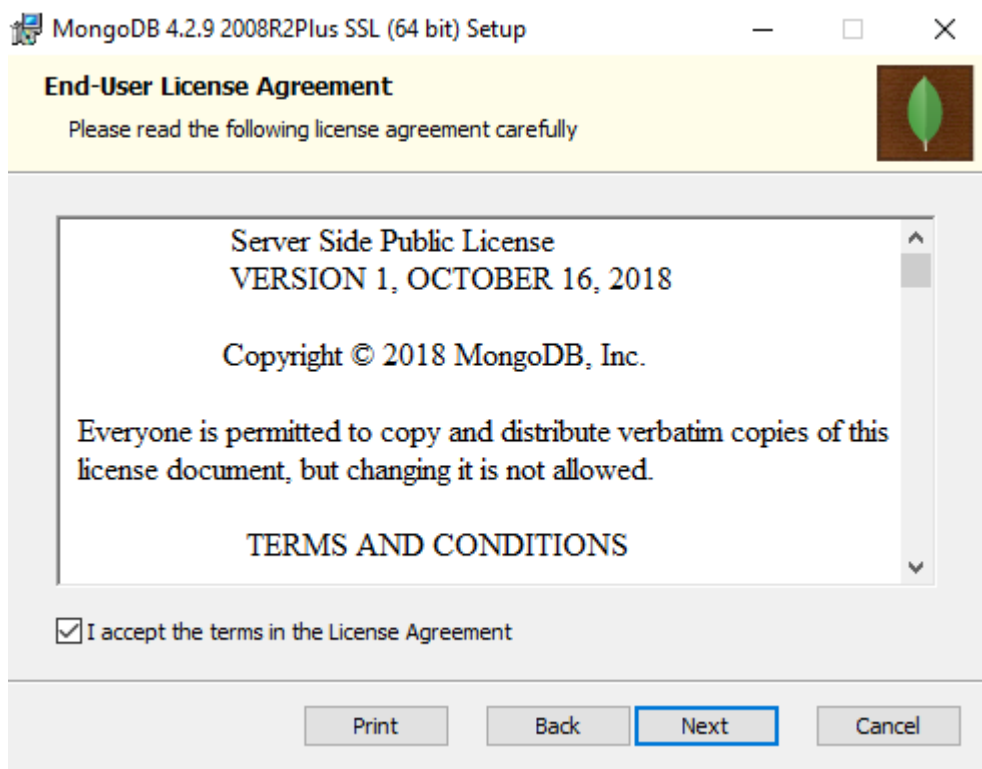 MongoDB 4.2.9 2008R2Plus SSL (64 bit) Setup
End-User License Agreement
Please read the following license agreement carefully
Server Side Public License
VERSION 1, OCTOBER 16, 2018
Copyright © 2018 MongoDB, Inc.
Everyone is permitted to copy and distribute verbatim copies of this
license document, but changing it is not allowed.
TERMS AND CONDITIONS
I accept the terms in the License Agreement
Print Back Next Cancel